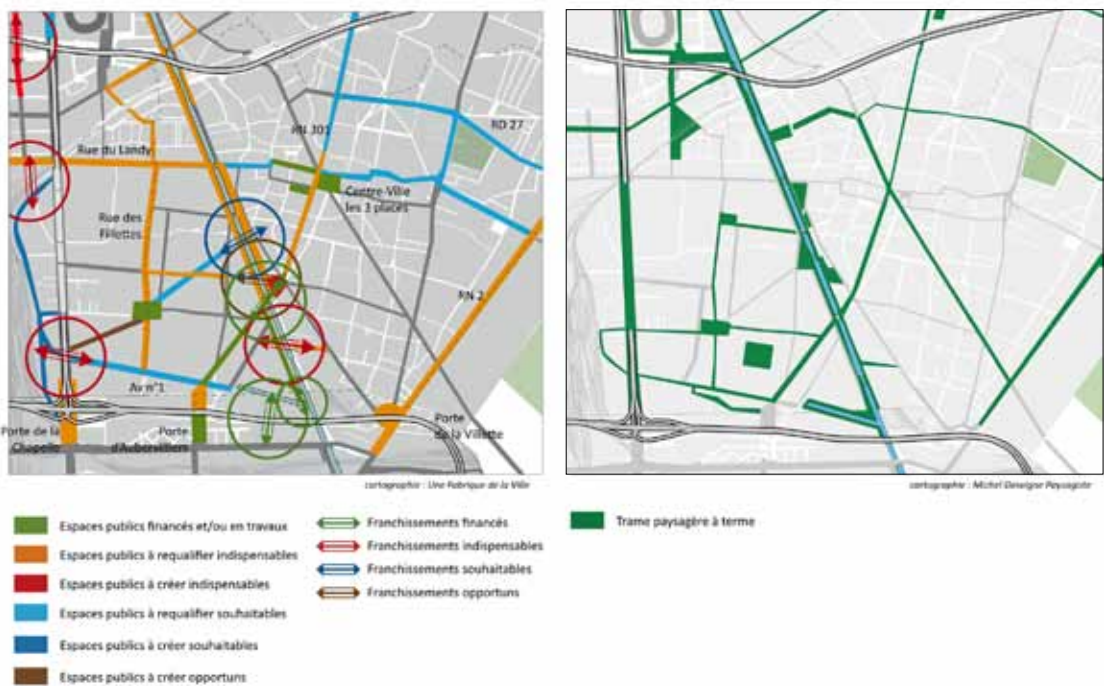 RN 301
RD 27
Rue du Landy
Centre-Ville
les 3 places
Rue des
Fillettes
RN 2
Av n°1
Porte de la
Chapelle
Porte
d'Aubervilliers
Porte
de la Villette
cartographie : Une Fabrique de la Ville
cartographie : Michel Desvigne Paysagiste
Espaces publics financés et/ou en travaux
Espaces publics à requalifier indispensables
Espaces publics à créer indispensables
Espaces publics à requalifier souhaitables
Espaces publics à créer souhaitables
Espaces publics à créer opportuns
Franchissements financés
Franchissements indispensables
Franchissements souhaitables
Franchissements opportuns
Trame paysagère à terme